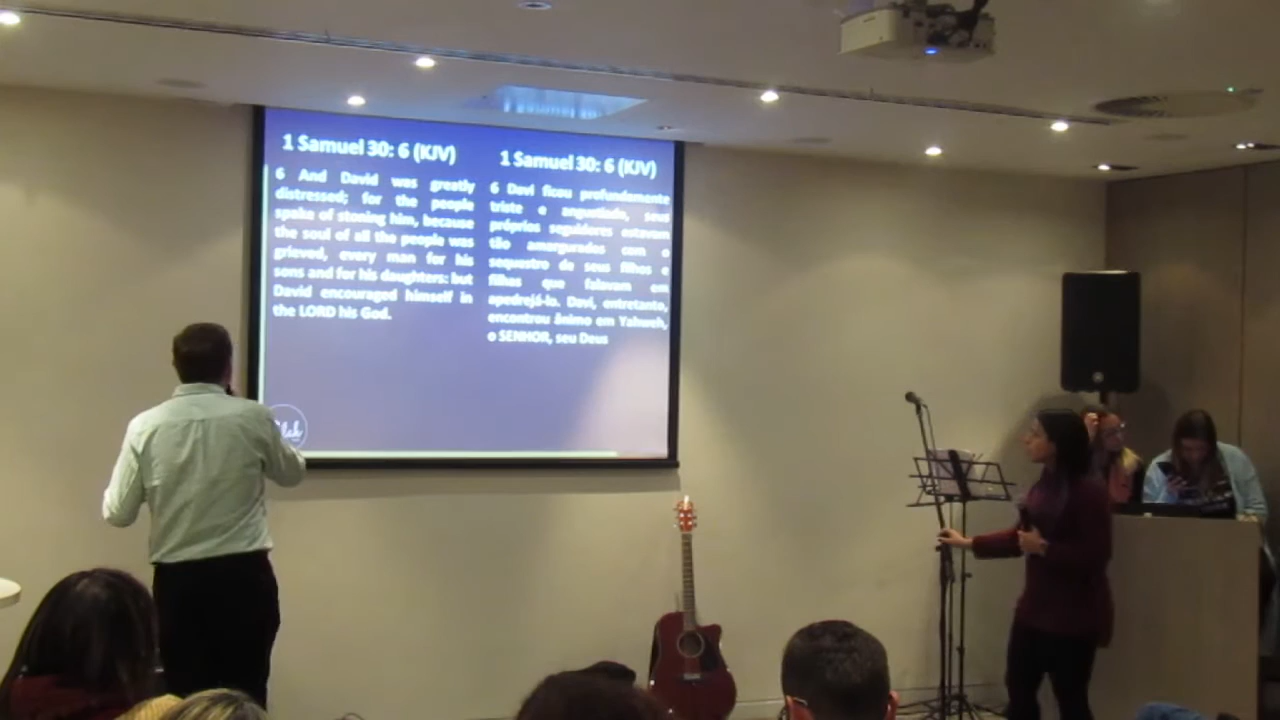 1 Samuel 30: 6 (KJV)
6 And David was greatly
distressed; for the people
spake of stoning him, because
the soul of all the people was
grieved, every man for his
sons and for his daughters: but
David encouraged himself in
the LORD his God.
1 Samuel 30: 6 (KJV)
6 Davi ficou profundamente
triste e angustiado, seus
próprios seguidores estavam
tão amargurados com o
sequestro de seus filhos e
filhas que falavam em
apedrejá-lo. Davi, entretanto,
encontrou ânimo em Yahweh,
o SENHOR, seu Deus